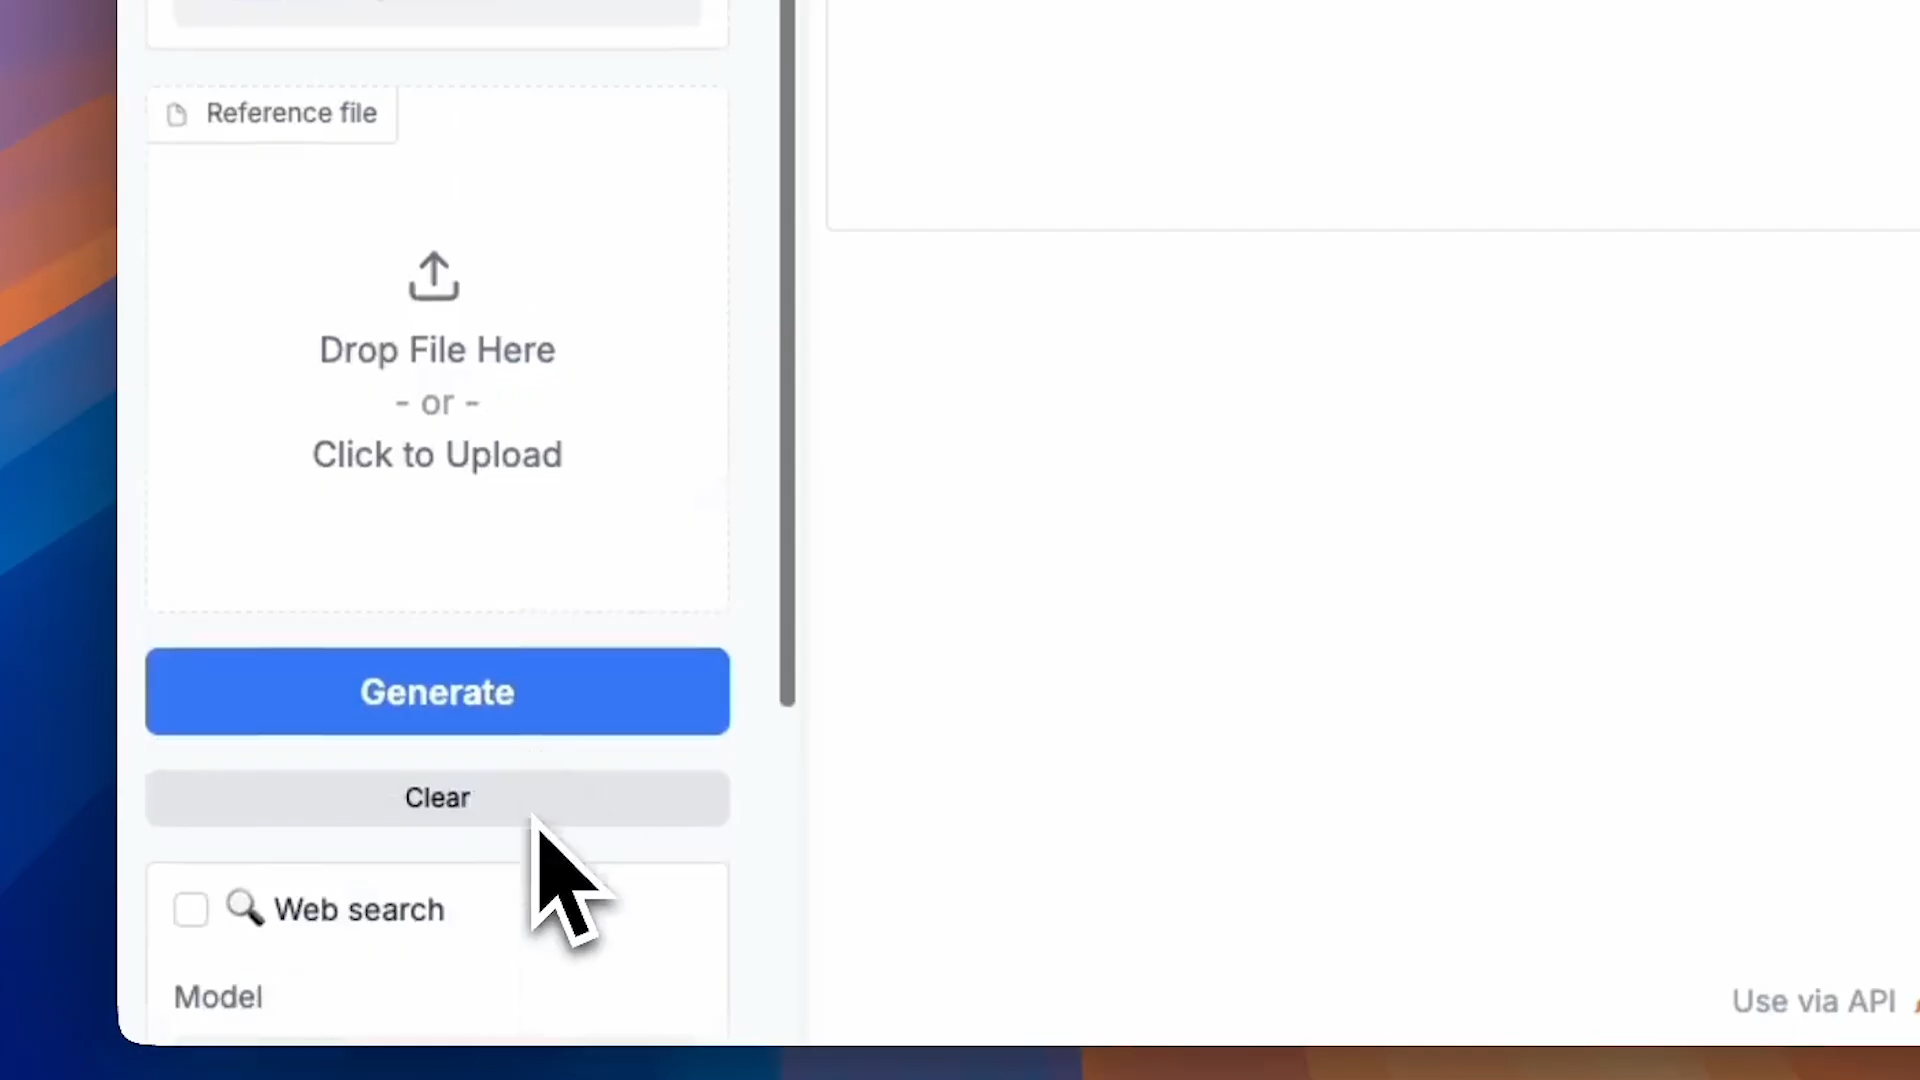 Reference file
Drop File Here
- or -
Click to Upload
Generate
Clear
Web search
Model
Use via API